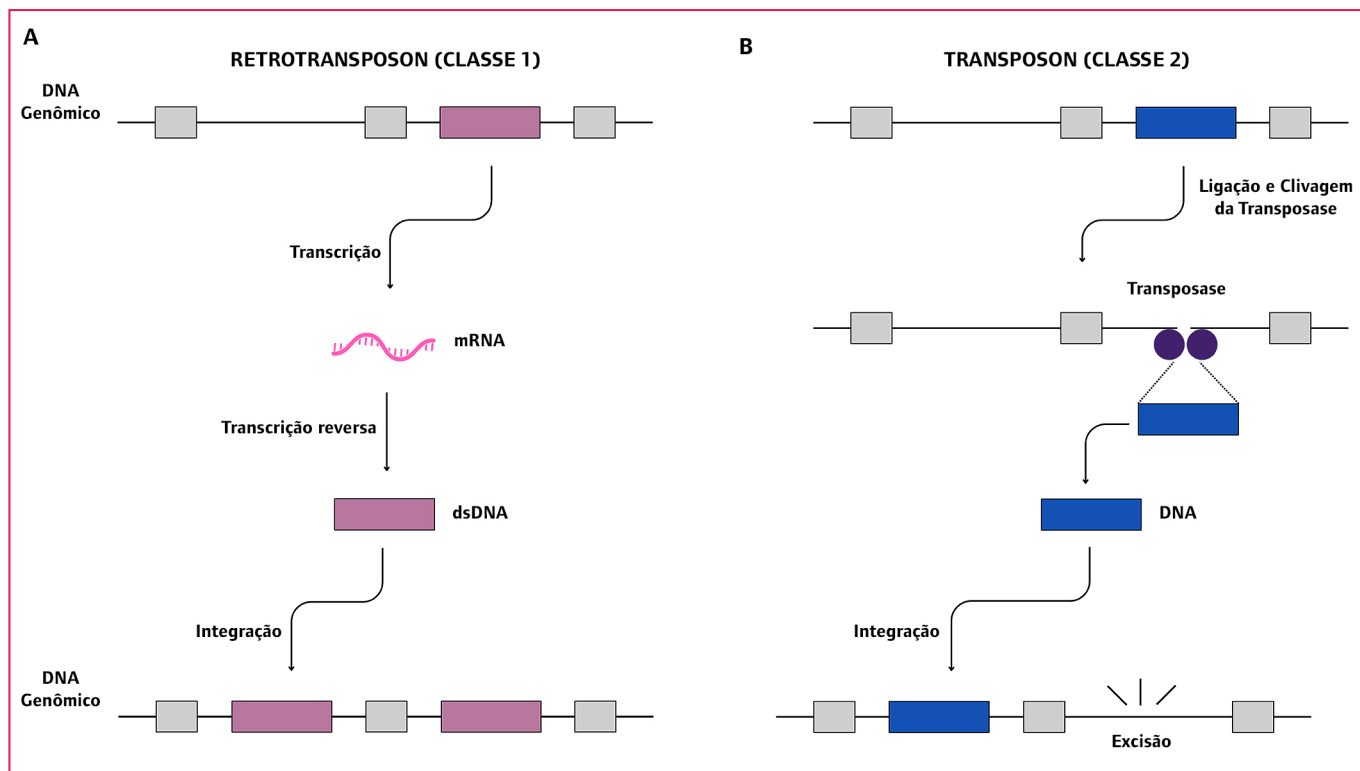 A
RETROTRANSPOSON (CLASSE 1)
DNA
Genômico
Transcrição
mRNA
Transcrição reversa
dsDNA
Integração
DNA
Genômico
B
TRANSPOSON (CLASSE 2)
Ligação e Clivagem
da Transposase
Transposase
DNA
Integração
Excisão